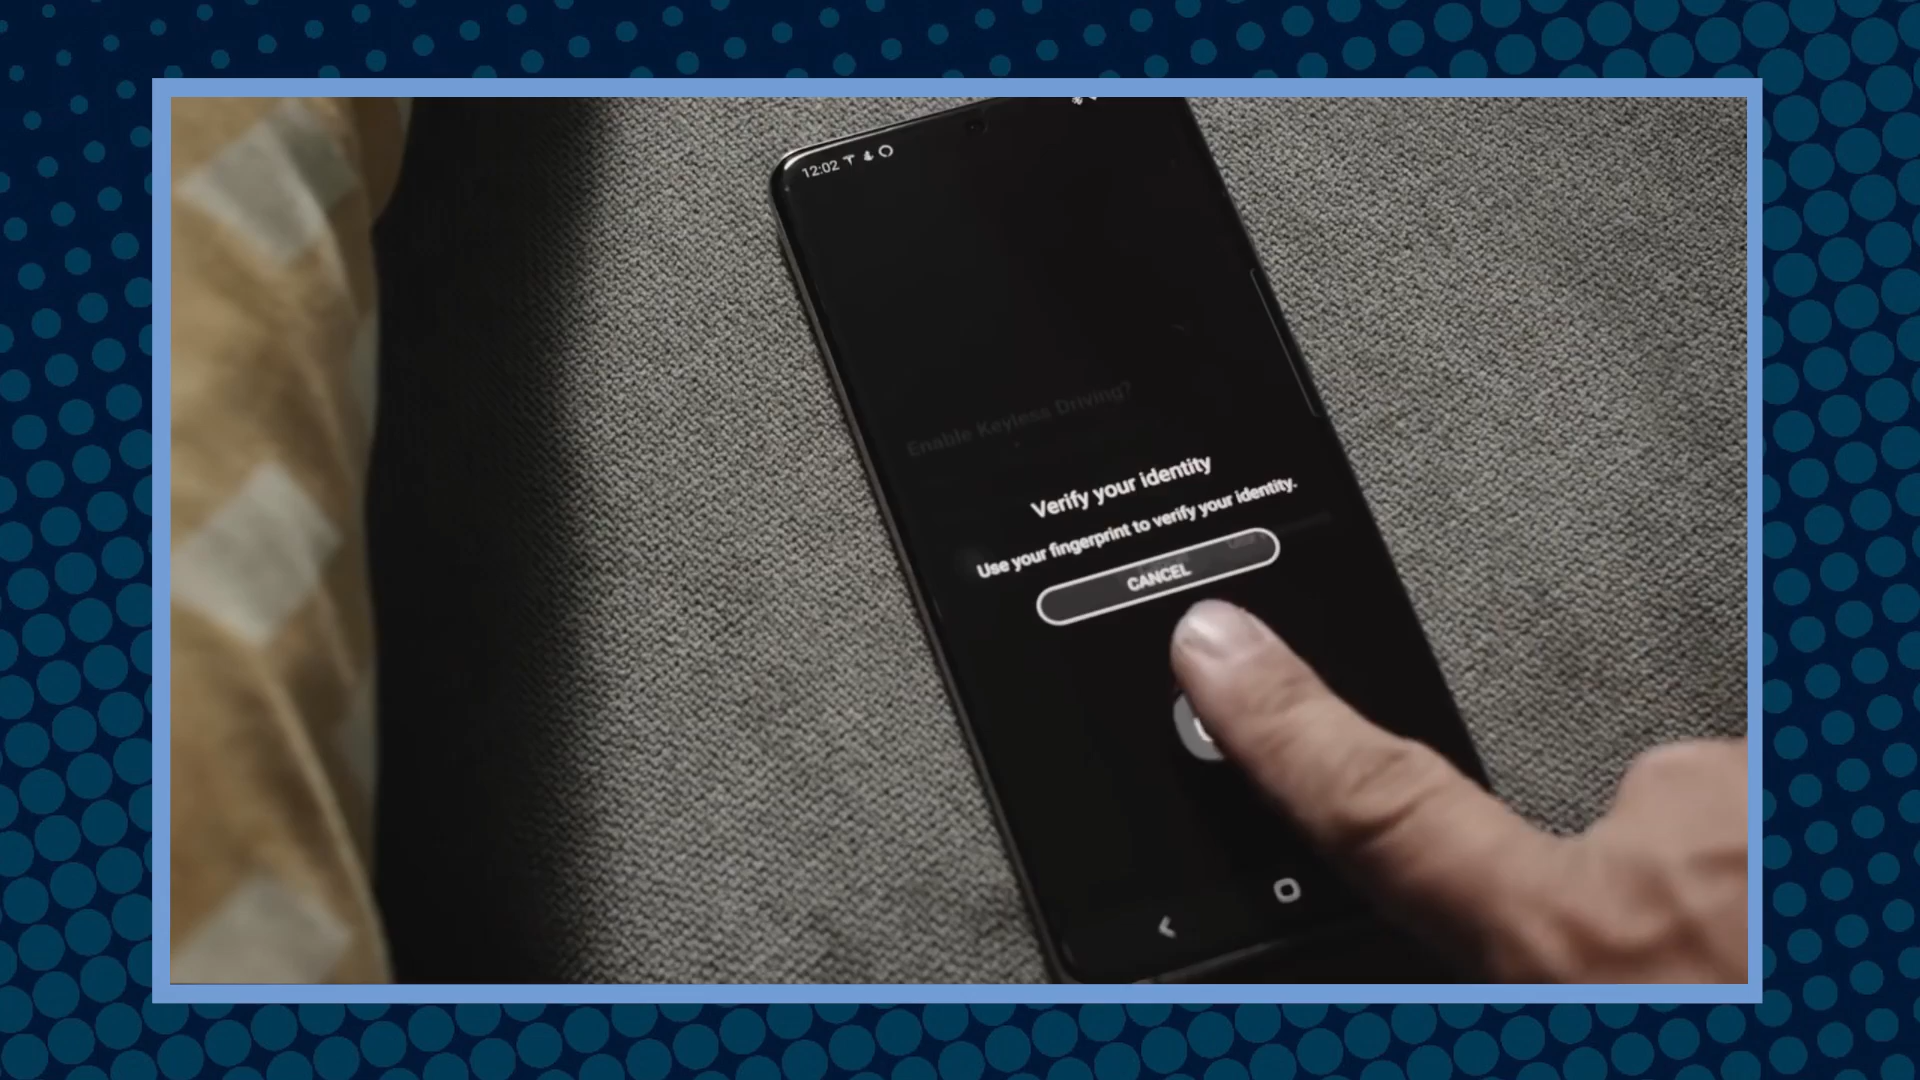 12:02
Enable Keyless Driving?
Verify your identity
Use your fingerprint to verify your identity.
CANCEL